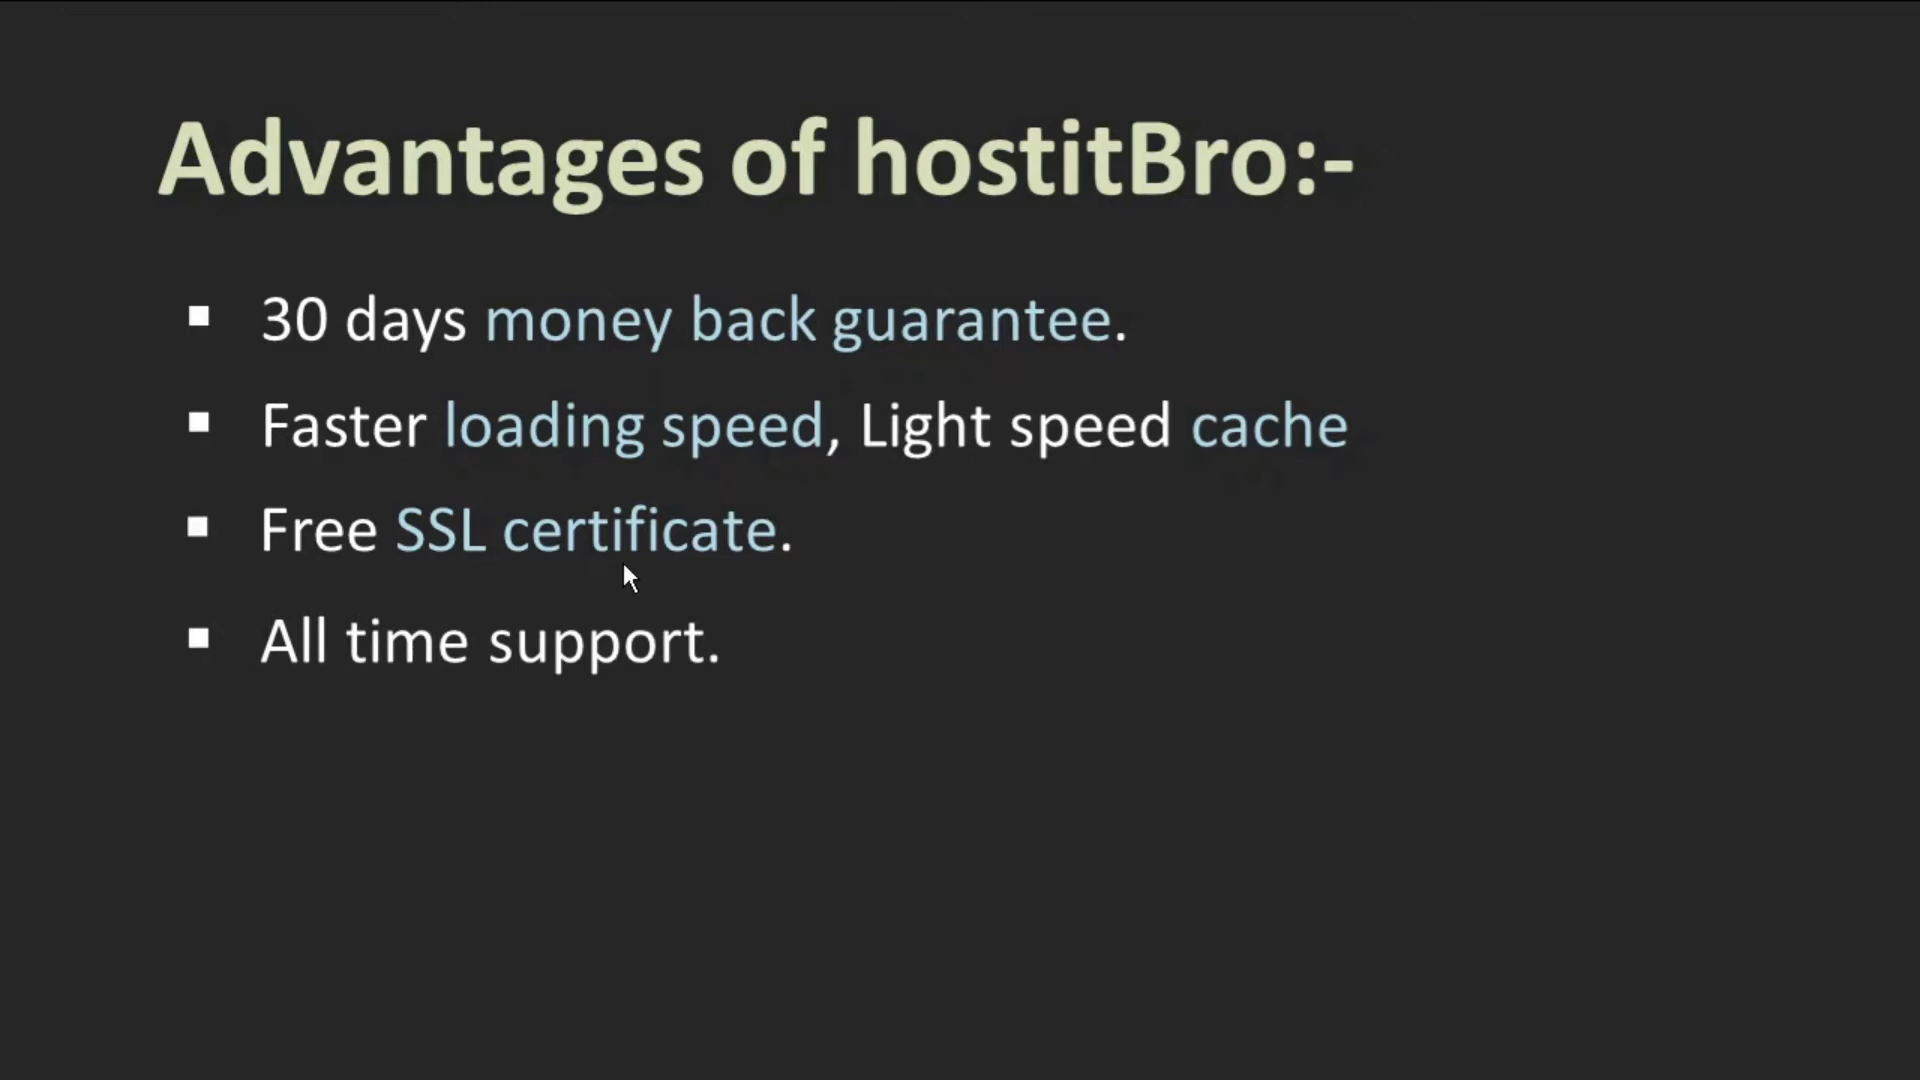 Advantages of hostitBro:-
▪ 30 days money back guarantee.
▪ Faster loading speed, Light speed cache
▪ Free SSL certificate.
▪ All time support.